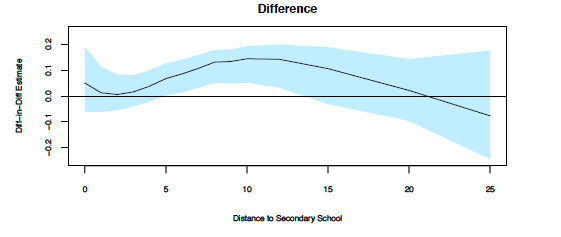 Difference
Diff-in-Diff Estimate
0.2
0.1
0.0
-0.1
-0.2
0 5 10 15 20 25
Distance to Secondary School